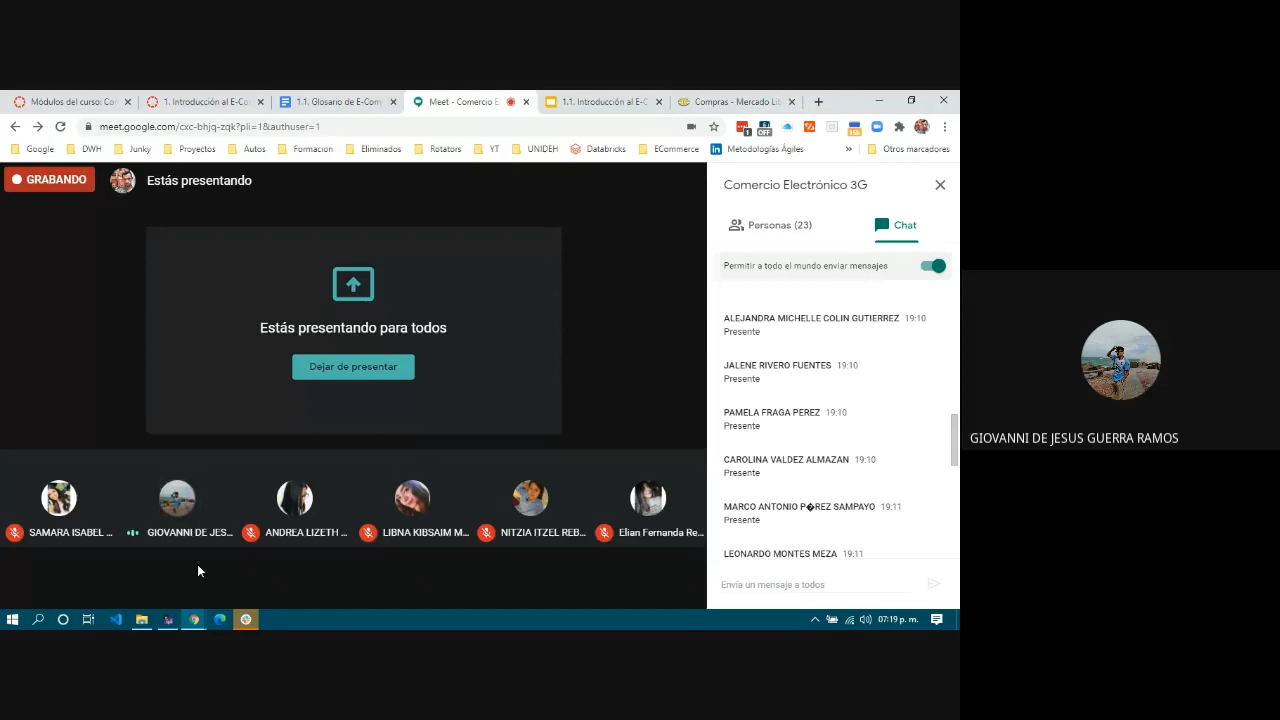 Módulos del curso: Co
1. Introducción al E-Co
1.1. Glosario de E-Com
Meet - Comercio E
1.1. Introducción al E-C
Compras - Mercado Li
meet.google.com/cxc-bhjq-zqk?pli=1&authuser=1
Google
DWH
Junky
Proyectos
Autos
Formacion
Eliminados
Rotators
YT
UNIDEH
Databricks
ECommerce
Metodologías Ágiles
»
Otros marcadores
GRABANDO
Estás presentando
Comercio Electrónico 3G
Personas (23)
Chat
Permitir a todo el mundo enviar mensajes
Estás presentando para todos
Dejar de presentar
ALEJANDRA MICHELLE COLIN GUTIERREZ 19:10
Presente
JALENE RIVERO FUENTES 19:10
Presente
PAMELA FRAGA PEREZ 19:10
Presente
CAROLINA VALDEZ ALMAZAN 19:10
Presente
MARCO ANTONIO P�REZ SAMPAYO 19:11
Presente
LEONARDO MONTES MEZA 19:11
Envía un mensaje a todos
SAMARA ISABEL ...
GIOVANNI DE JES...
ANDREA LIZETH ...
LIBNA KIBSAIM M...
NITZIA ITZEL REB...
Elian Fernanda Re...
07:19 p. m.
GIOVANNI DE JESUS GUERRA RAMOS